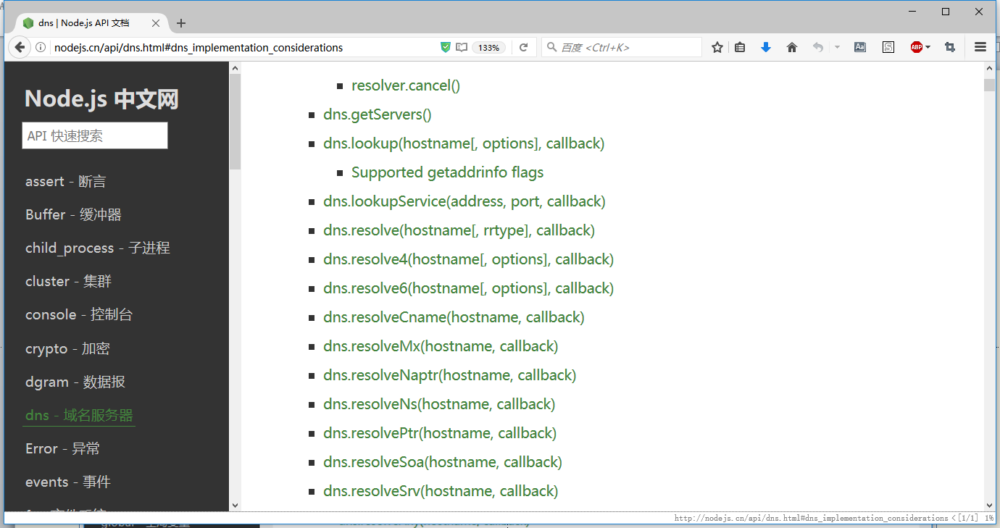 dns | Node.js API 文档
nodejs.cn/api/dns.html#dns_implementation_considerations
133%
百度 <Ctrl+K>
Aa
S
ABP
Node.js 中文网
API 快速搜索
assert - 断言
Buffer - 缓冲器
child_process - 子进程
cluster - 集群
console - 控制台
crypto - 加密
dgram - 数据报
dns - 域名服务器
Error - 异常
events - 事件
resolver.cancel()
dns.getServers()
dns.lookup(hostname[, options], callback)
Supported getaddrinfo flags
dns.lookupService(address, port, callback)
dns.resolve(hostname[, rrtype], callback)
dns.resolve4(hostname[, options], callback)
dns.resolve6(hostname[, options], callback)
dns.resolveCname(hostname, callback)
dns.resolveMx(hostname, callback)
dns.resolveNaptr(hostname, callback)
dns.resolveNs(hostname, callback)
dns.resolvePtr(hostname, callback)
dns.resolveSoa(hostname, callback)
dns.resolveSrv(hostname, callback)
http://nodejs.cn/api/dns.html#dns_implementation_considerations <[1/1] 1%